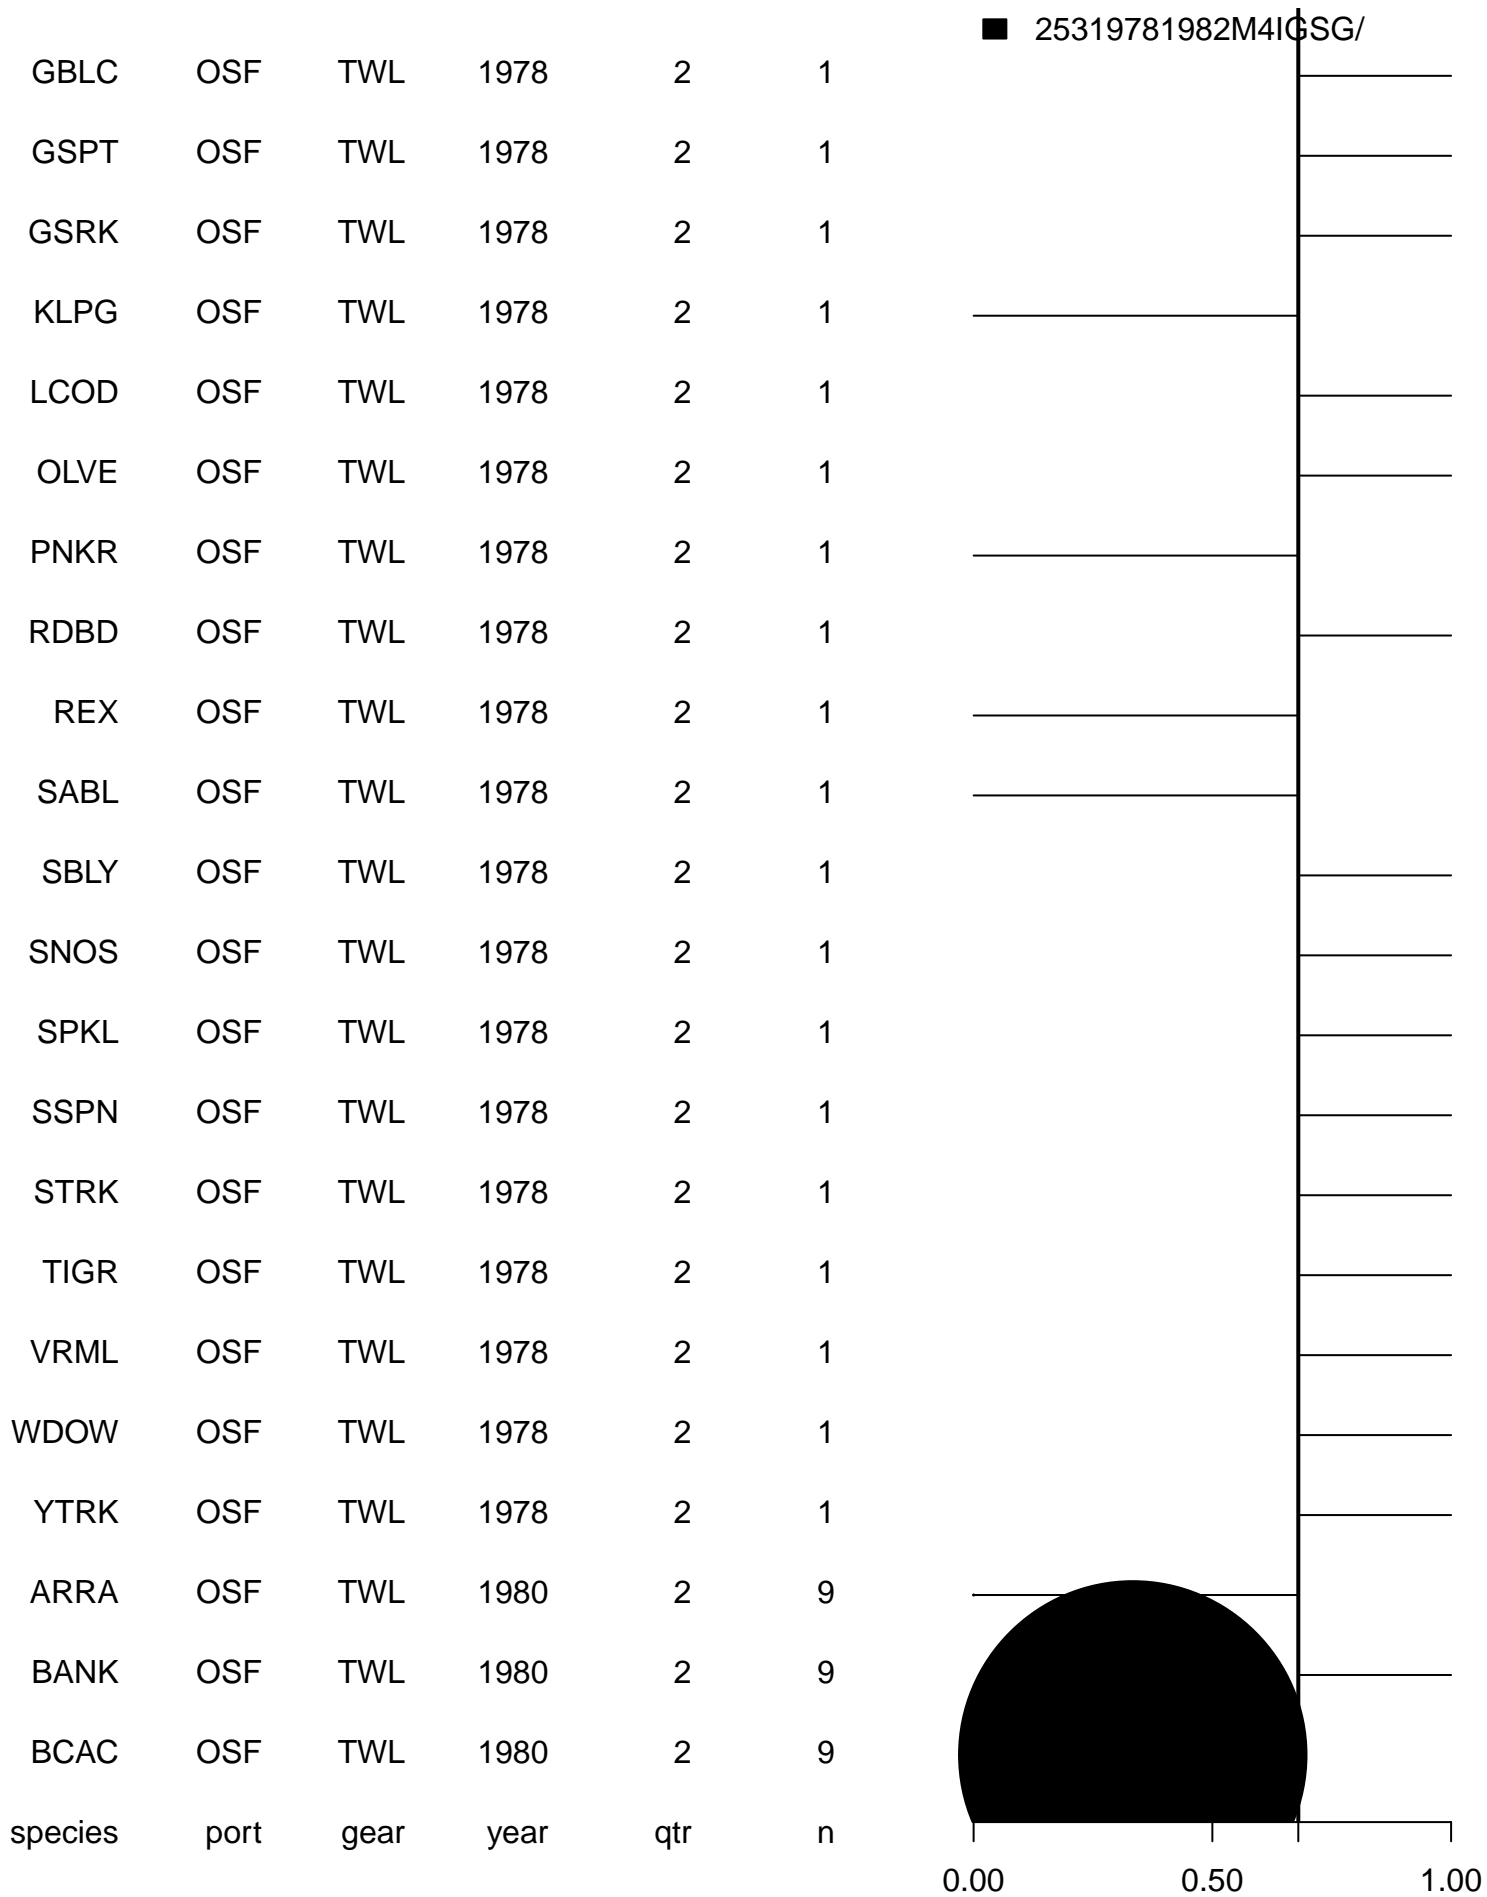 25319781982M4IGSG/
GBLC OSF TWL 1978 2 1
GSPT OSF TWL 1978 2 1
GSRK OSF TWL 1978 2 1
KLPG OSF TWL 1978 2 1
LCOD OSF TWL 1978 2 1
OLVE OSF TWL 1978 2 1
PNKR OSF TWL 1978 2 1
RDBD OSF TWL 1978 2 1
REX OSF TWL 1978 2 1
SABL OSF TWL 1978 2 1
SBLY OSF TWL 1978 2 1
SNOS OSF TWL 1978 2 1
SPKL OSF TWL 1978 2 1
SSPN OSF TWL 1978 2 1
STRK OSF TWL 1978 2 1
TIGR OSF TWL 1978 2 1
VRML OSF TWL 1978 2 1
WDOW OSF TWL 1978 2 1
YTRK OSF TWL 1978 2 1
ARRA OSF TWL 1980 2 9
BANK OSF TWL 1980 2 9
BCAC OSF TWL 1980 2 9
species port gear year qtr n
0.00 0.50 1.00